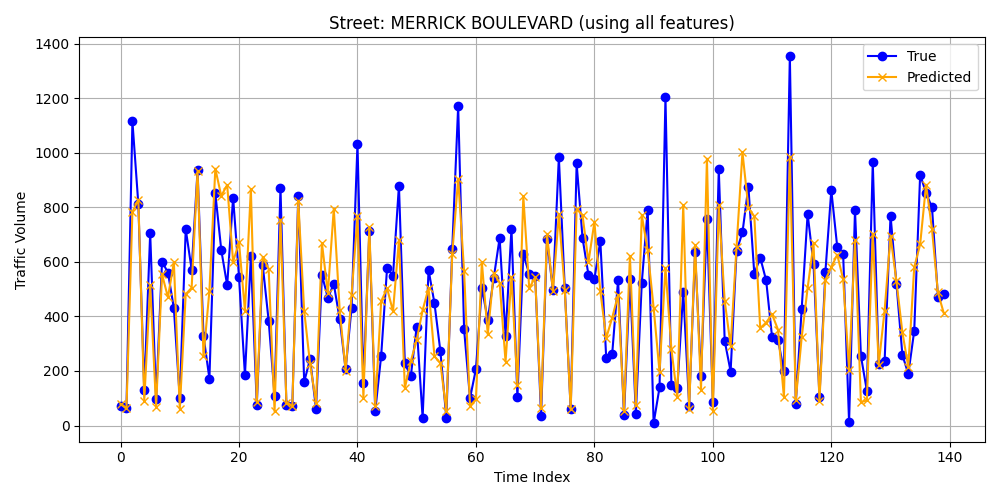 Street: MERRICK BOULEVARD (using all features)
True
Predicted
Traffic Volume
1400
1200
1000
800
600
400
200
0
0 20 40 60 80 100 120 140
Time Index